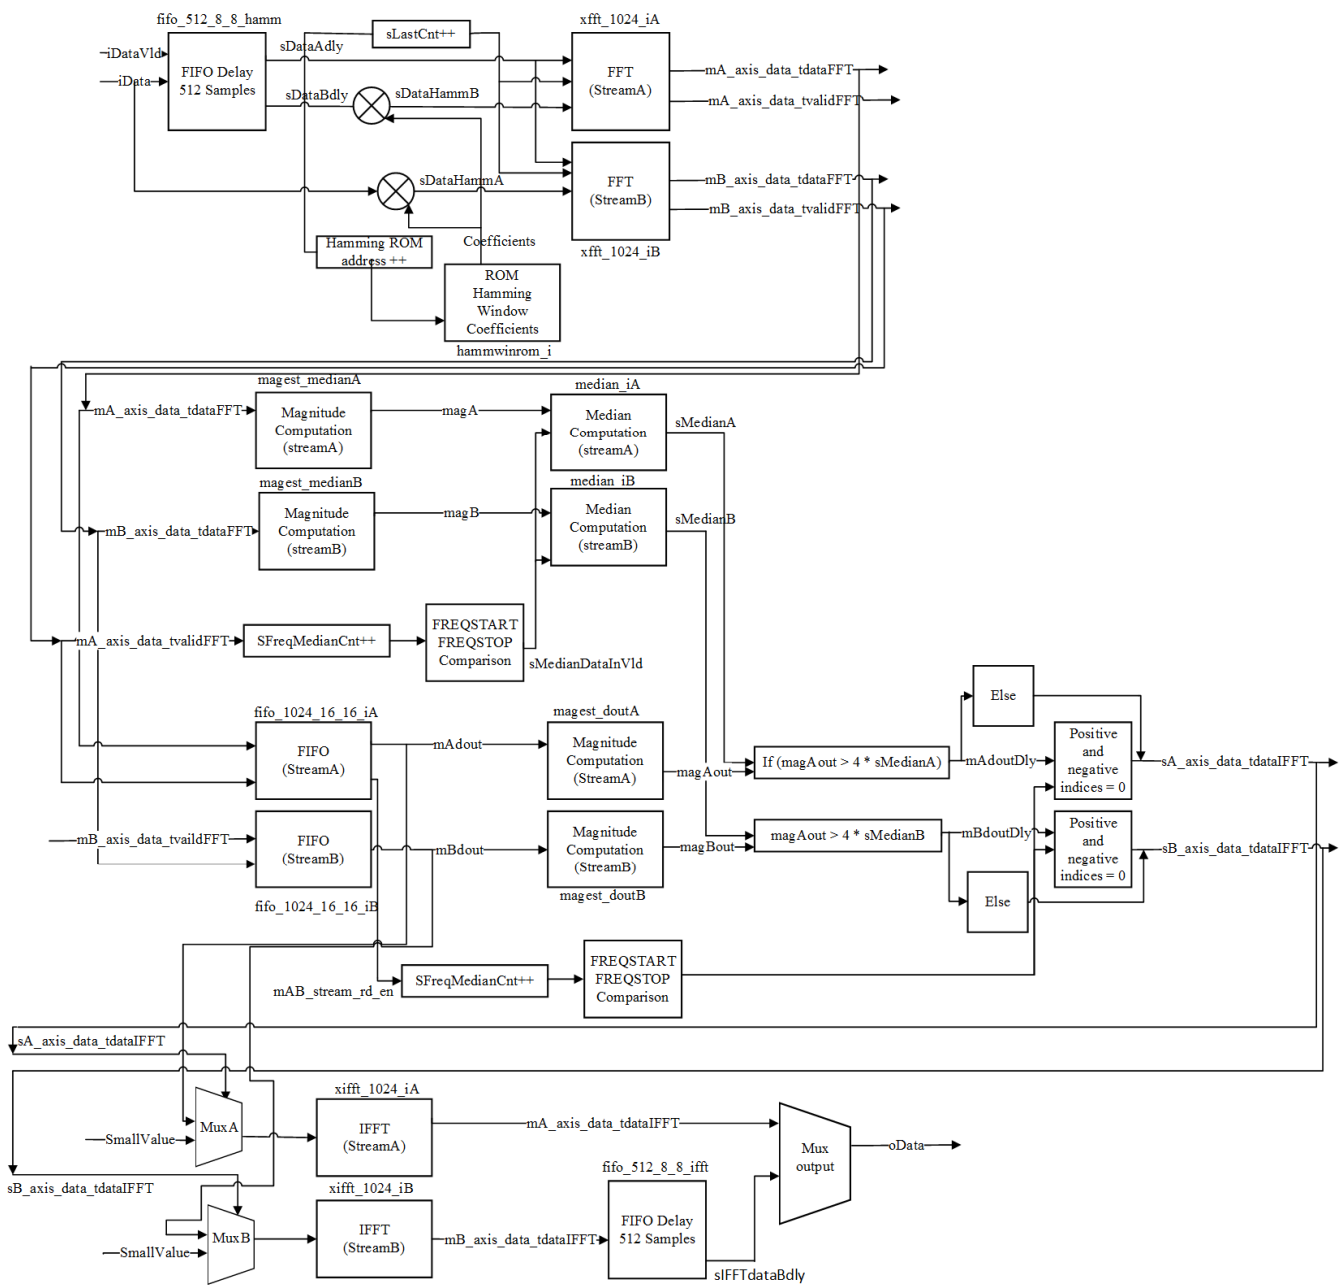 fifo_512_8_8_hamm
xfft_1024_iA
iDataVld
iData
FIFO Delay
512 Samples
sDataAdly
sLastCnt++
sDataBdly
sDataHammB
FFT
(StreamA)
mA_axis_data_tdataFFT
mA_axis_data_tvalidFFT
sDataHammA
FFT
(StreamB)
mB_axis_data_tdataFFT
mB_axis_data_tvalidFFT
xfft_1024_iB
Hamming ROM
address ++
Coefficients
ROM
Hamming
Window
Coefficients
hammwinrom_i
magest_medianA
median_iA
mA_axis_data_tdataFFT
Magnitude
Computation
(streamA)
magA
Median
Computation
(streamA)
sMedianA
magest_medianB
median_iB
mB_axis_data_tdataFFT
Magnitude
Computation
(streamB)
magB
Median
Computation
(streamB)
sMedianB
mA_axis_data_tvalidFFT
SFreqMedianCnt++
FREQSTART
FREQSTOP
Comparison
sMedianDataInVld
fifo_1024_16_16_iA
FIFO
(StreamA)
mAdout
magest_doutA
Magnitude
Computation
(StreamA)
magAout
If (magAout > 4 * sMedianA)
Else
mAdoutDly
Positive
and
negative
indices = 0
sA_axis_data_tdataIFFT
mB_axis_data_tvaildFFT
FIFO
(StreamB)
fifo_1024_16_16_iB
mBdout
Magnitude
Computation
(StreamB)
magest_doutB
magBout
magAout > 4 * sMedianB
mBdoutDly
Else
Positive
and
negative
indices = 0
sB_axis_data_tdataIFFT
mAB_stream_rd_en
SFreqMedianCnt++
FREQSTART
FREQSTOP
Comparison
sA_axis_data_tdataIFFT
MuxA
SmallValue
xifft_1024_iA
IFFT
(StreamA)
mA_axis_data_tdataIFFT
Mux
output
oData
sB_axis_data_tdataIFFT
MuxB
SmallValue
xifft_1024_iB
IFFT
(StreamB)
mB_axis_data_tdataIFFT
fifo_512_8_8_ifft
FIFO Delay
512 Samples
sIFFTdataBdly